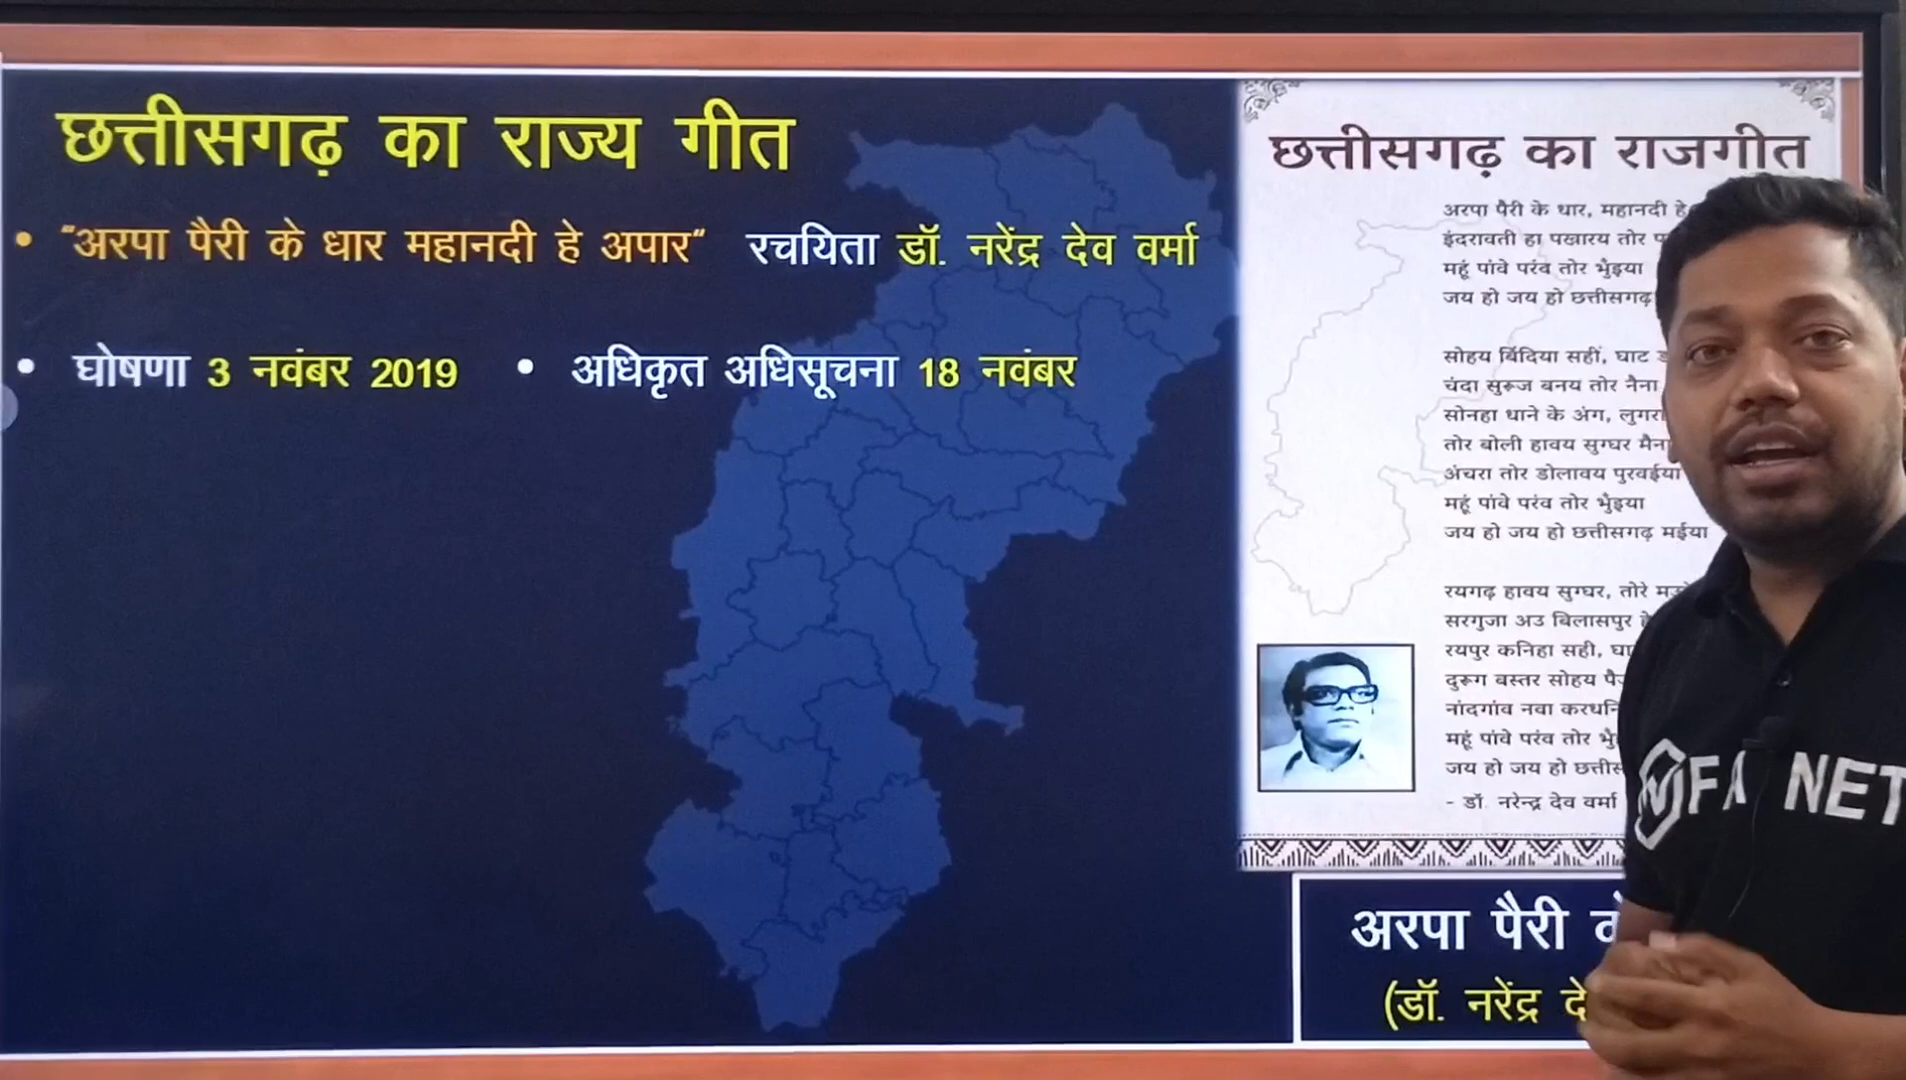 छत्तीसगढ़ का राज्य गीत
• "अरपा पैरी के धार महानदी हे अपार" रचयिता डॉ. नरेंद्र देव वर्मा
• घोषणा 3 नवंबर 2019 • अधिकृत अधिसूचना 18 नवंबर
छत्तीसगढ़ का राजगीत
अरपा पैरी के धार, महानदी हे
इंदरावती हा पखारय तोर
महूं पांवे परंव तोर भुँइया
जय हो जय हो छत्तीसगढ़
सोहय बिंदिया सहीं, घाट
चंदा सुरूज बनय तोर नैना
सोनहा धाने के अंग, लुगरा
तोर बोली हावय सुग्घर मैना
अंचरा तोर डोलावय पुरवईया
महूं पांवे परंव तोर भुँइया
जय हो जय हो छत्तीसगढ़ मईया
रयगढ़ हावय सुग्घर, तोरे
सरगुजा अउ बिलासपुर
रयपुर कनिहा सही,
दुरूग बस्तर सोहय
नांदगांव नवा
महूं पांवे परंव तोर
जय हो जय हो
- डॉ. नरेन्द्र देव वर्मा
अरपा पैरी
(डॉ. नरेंद्र
NET